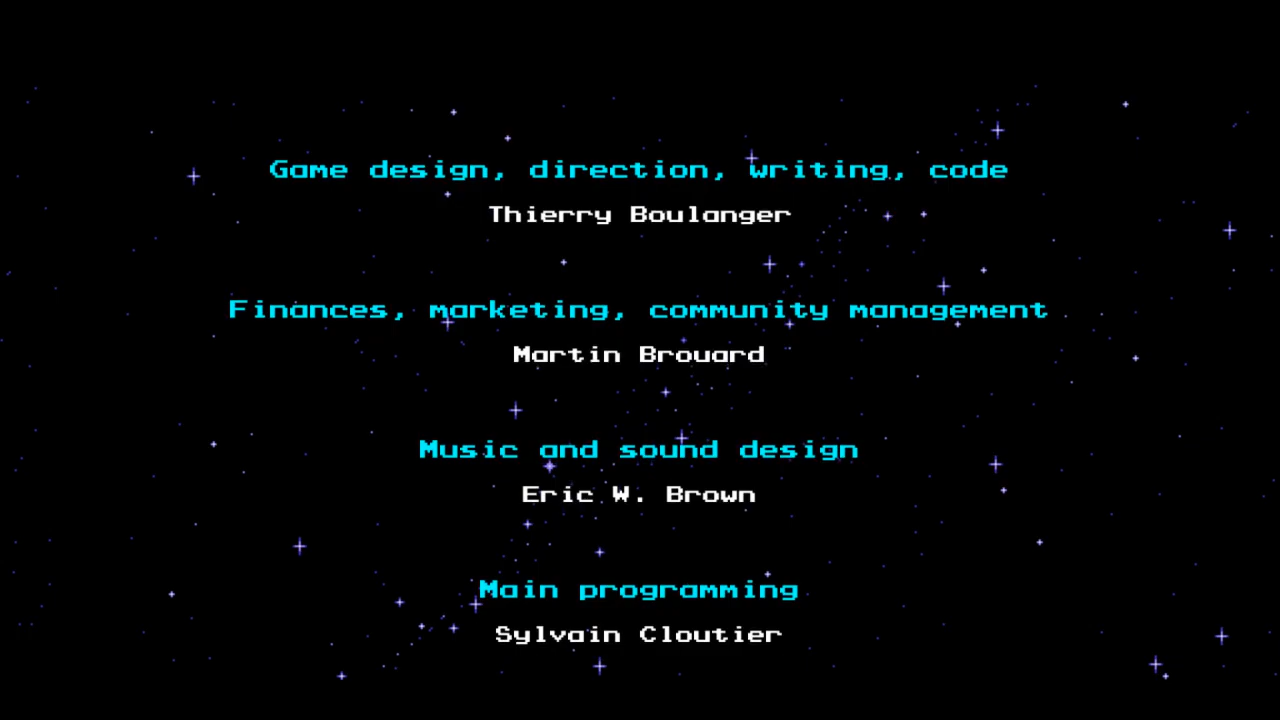 Game design, direction, writing, code
Thierry Boulanger
Finances, marketing, community management
Martin Brouard
Music and sound design
Eric W. Brown
Main programming
Sylvain Cloutier